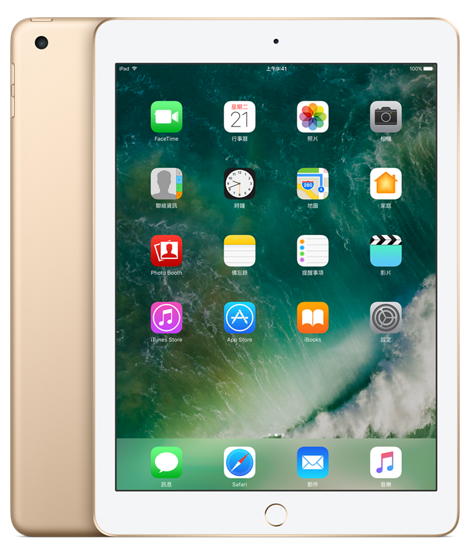 iPad
上午9:41
100%
FaceTime
星期二
21
行事曆
照片
相機
聯絡資訊
時鐘
280
地圖
家庭
Photo Booth
備忘錄
提醒事項
影片
iTunes Store
App Store
iBooks
設定
訊息
Safari
郵件
音樂